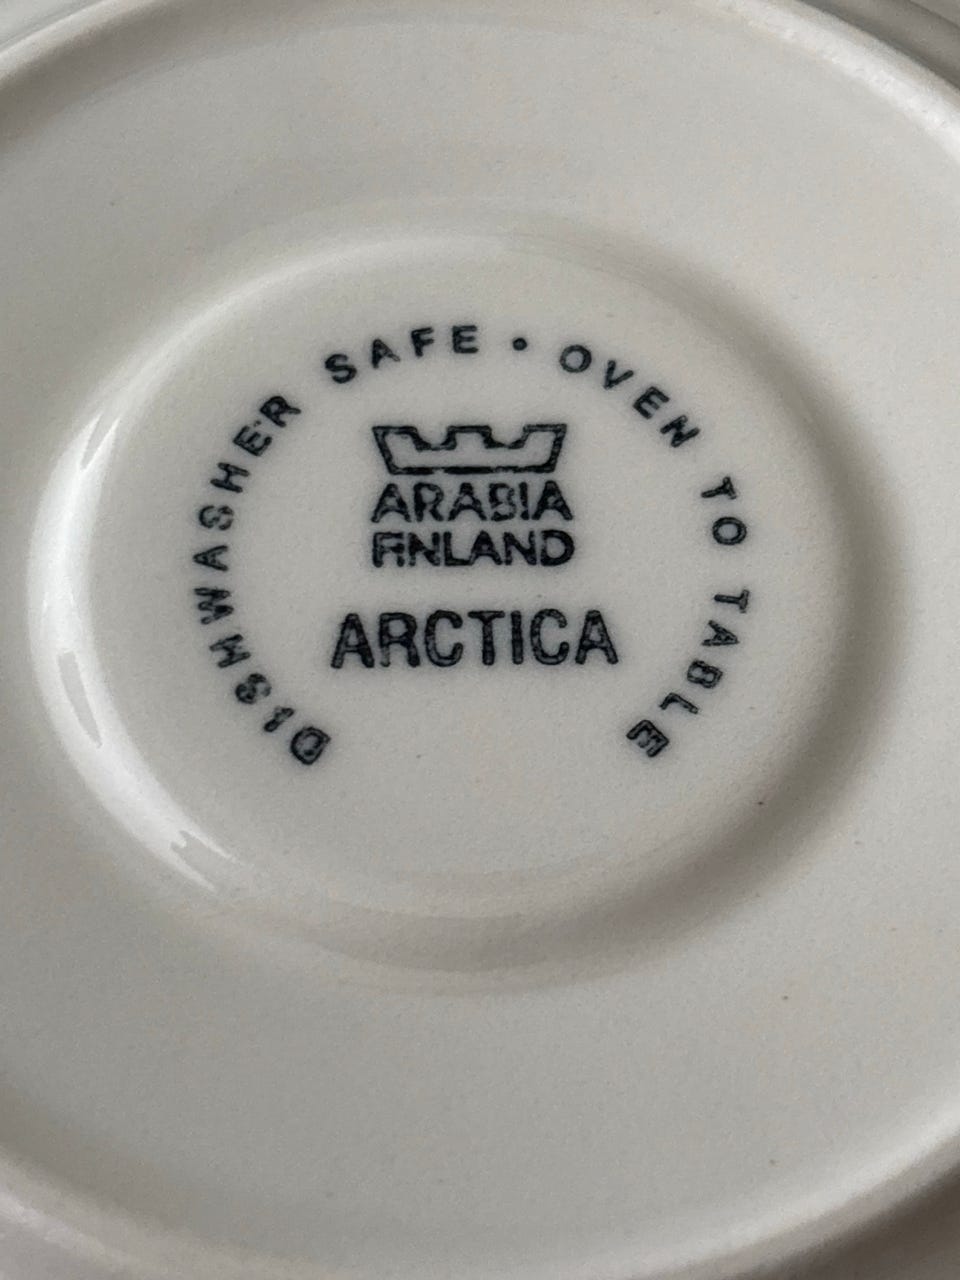 DISHWASHER SAFE • OVEN TO TABLE
ARABIA
FINLAND
ARCTICA